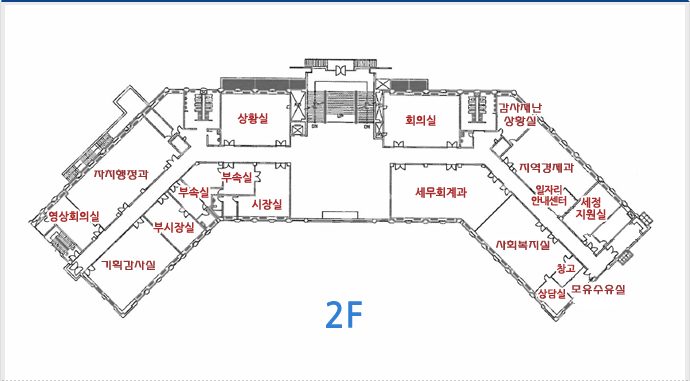 감사재난
상황실
상황실
회의실
자치행정과
지역경제과
부속실
부속실
세무회계과
일자리
안내센터
시장실
세정
지원실
영상회의실
부시장실
사회복지실
기획감사실
창고
상담실
모유수유실
2F